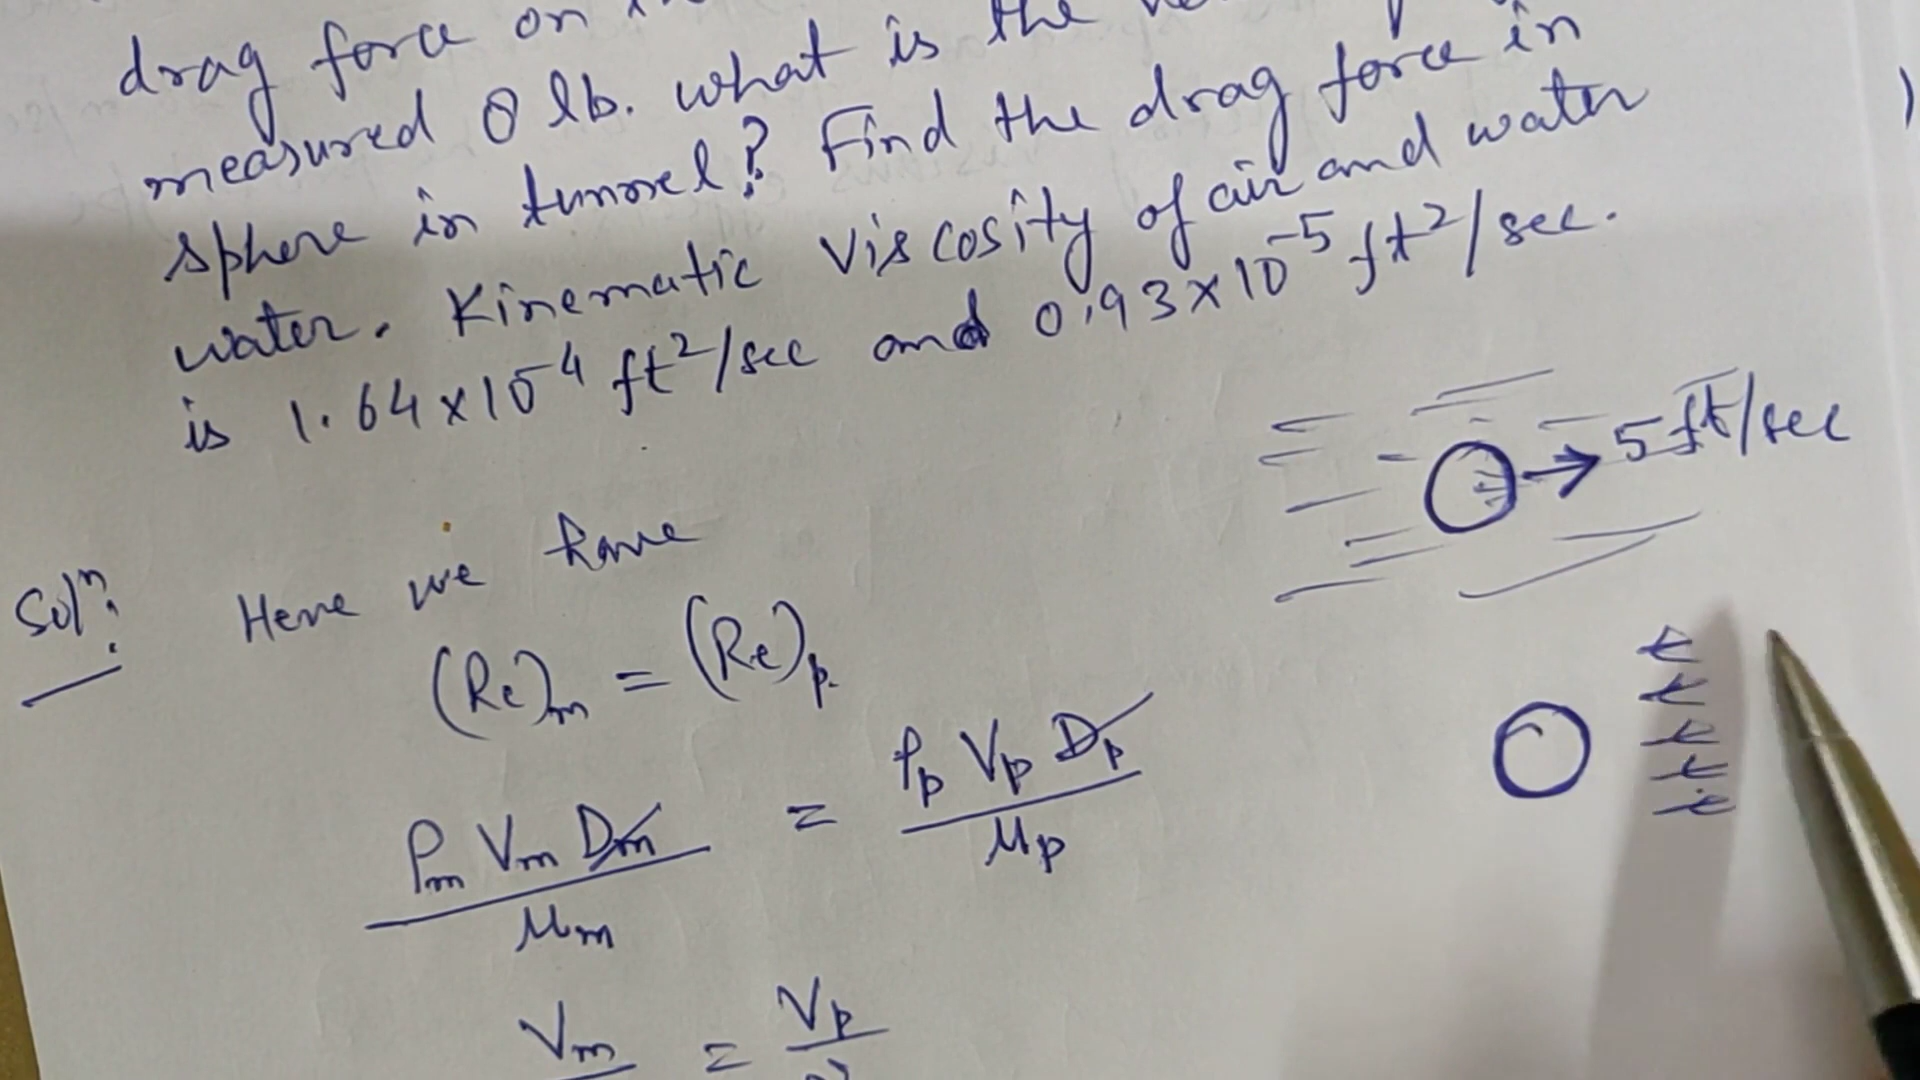 drag force on
measured 8 lb. what is the
sphere in tunnel? Find the drag force in
water. Kinematic viscosity of air and water
is 1.64×10⁻⁴ ft²/sec and 0.93×10⁻⁵ ft²/sec.
→ 5 ft/sec
Solⁿ: Here we have
(Re)m = (Re)p.
ρm Vm Dm / μm = ρp Vp Dp / μp
Vm = Vp